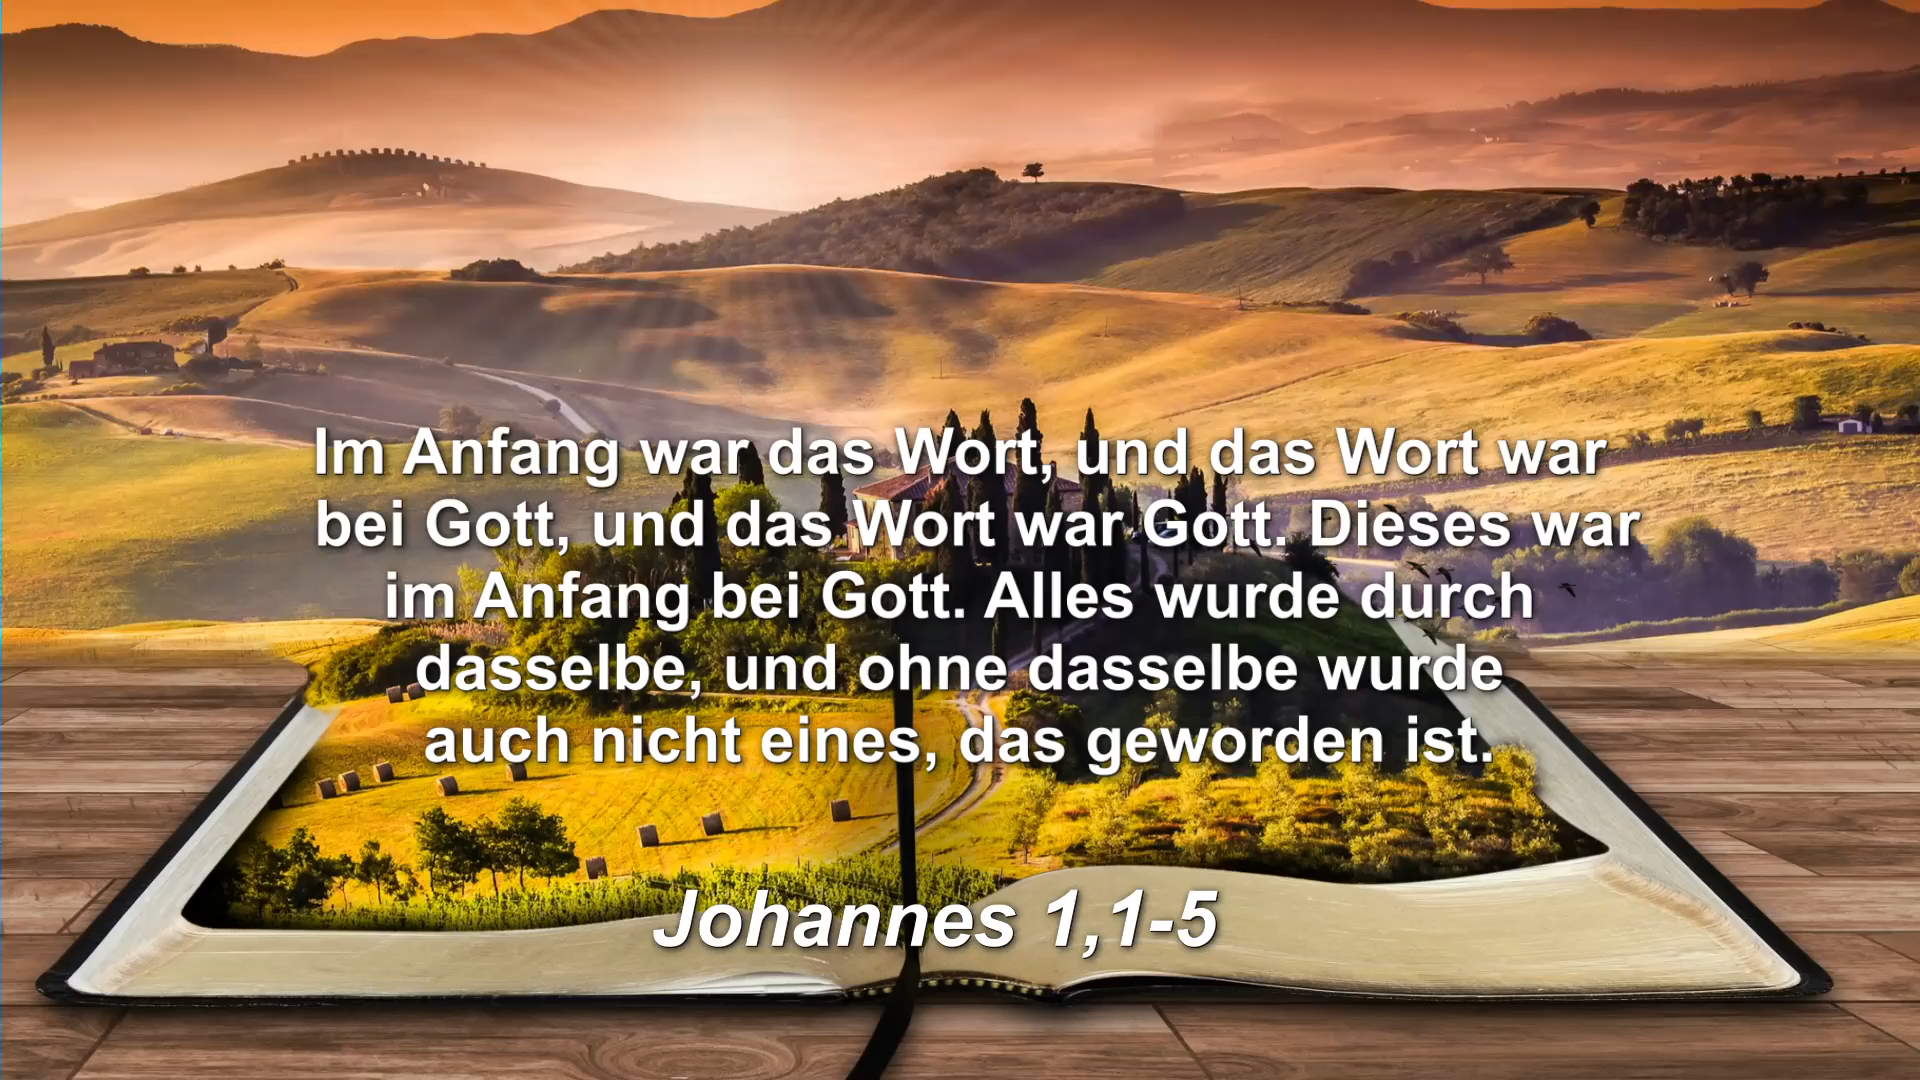 Im Anfang war das Wort, und das Wort war
bei Gott, und das Wort war Gott. Dieses war
im Anfang bei Gott. Alles wurde durch
dasselbe, und ohne dasselbe wurde
auch nicht eines, das geworden ist.
Johannes 1,1-5